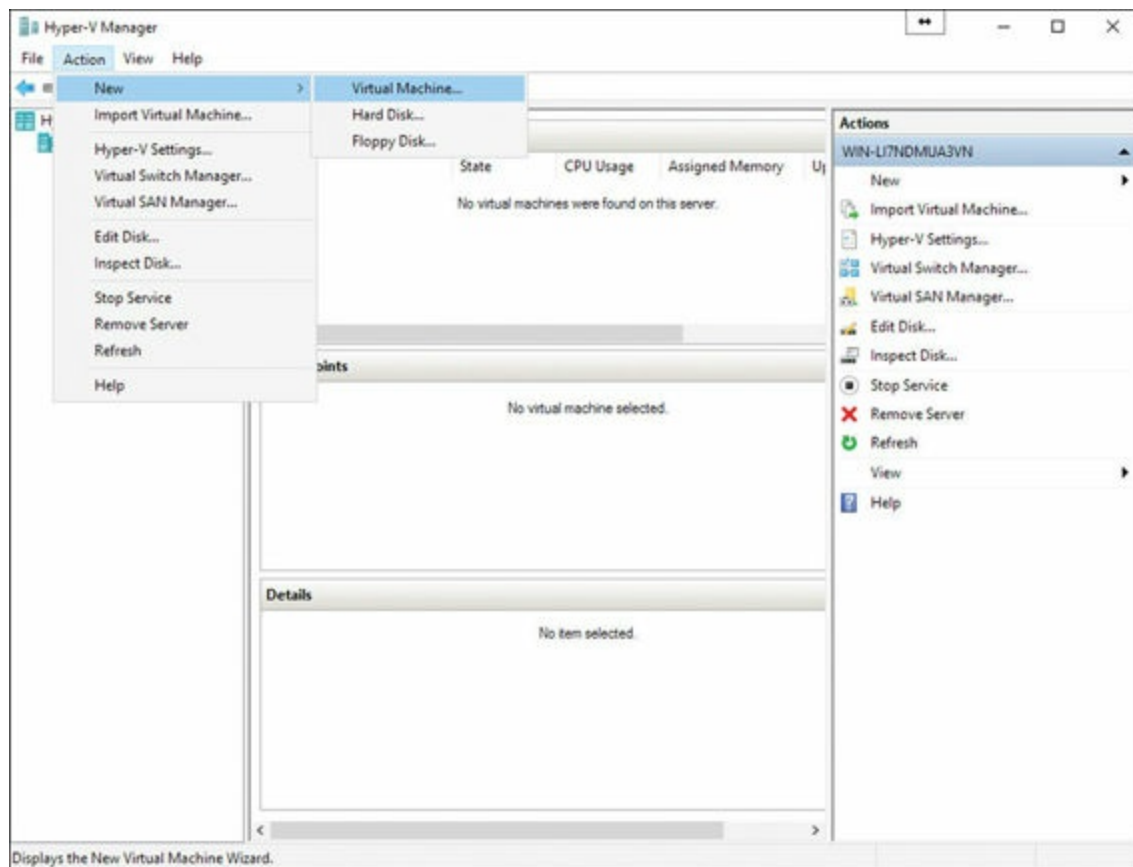 Hyper-V Manager
File Action View Help
New
Import Virtual Machine...
Hyper-V Settings...
Virtual Switch Manager...
Virtual SAN Manager...
Edit Disk...
Inspect Disk...
Stop Service
Remove Server
Refresh
Help
Virtual Machine...
Hard Disk...
Floppy Disk...
State CPU Usage Assigned Memory
No virtual machines were found on this server.
No virtual machine selected.
Details
No item selected.
Actions
WIN-LI7NDMUA3VN
New
Import Virtual Machine...
Hyper-V Settings...
Virtual Switch Manager...
Virtual SAN Manager...
Edit Disk...
Inspect Disk...
Stop Service
Remove Server
Refresh
View
Help
Displays the New Virtual Machine Wizard.